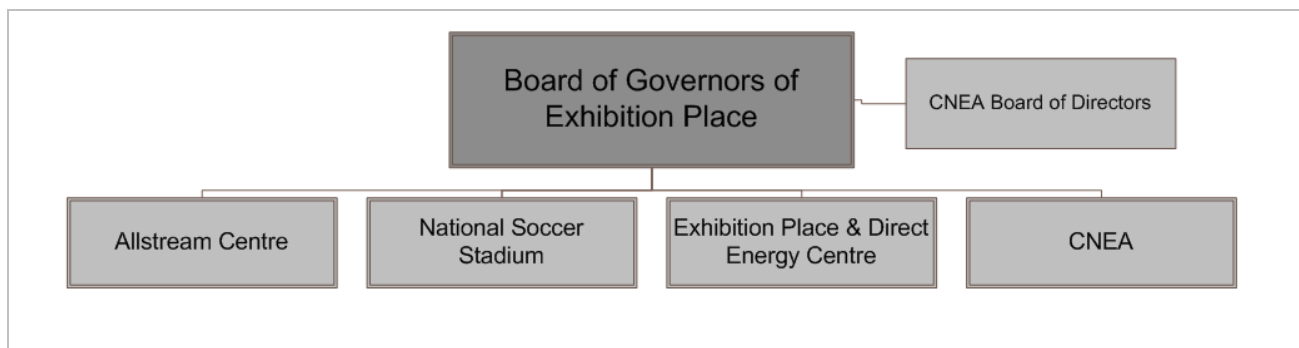 Board of Governors of
Exhibition Place
CNEA Board of Directors
Allstream Centre
National Soccer
Stadium
Exhibition Place & Direct
Energy Centre
CNEA